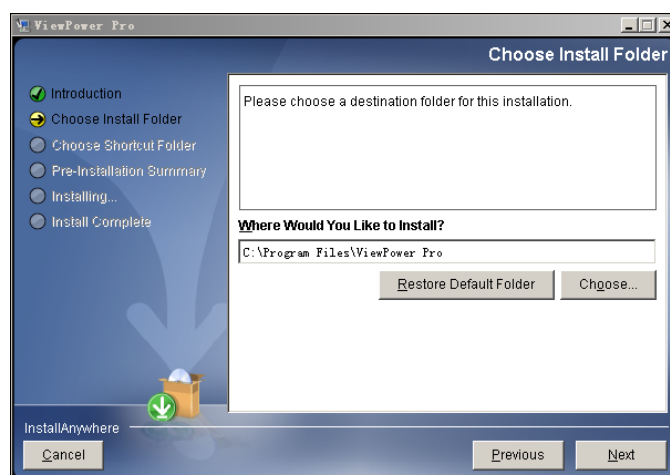 ViewPower Pro
Choose Install Folder
Introduction
Choose Install Folder
Choose Shortcut Folder
Pre-Installation Summary
Installing...
Install Complete
Please choose a destination folder for this installation.
Where Would You Like to Install?
C:\Program Files\ViewPower Pro
Restore Default Folder
Choose...
InstallAnywhere
Cancel
Previous
Next